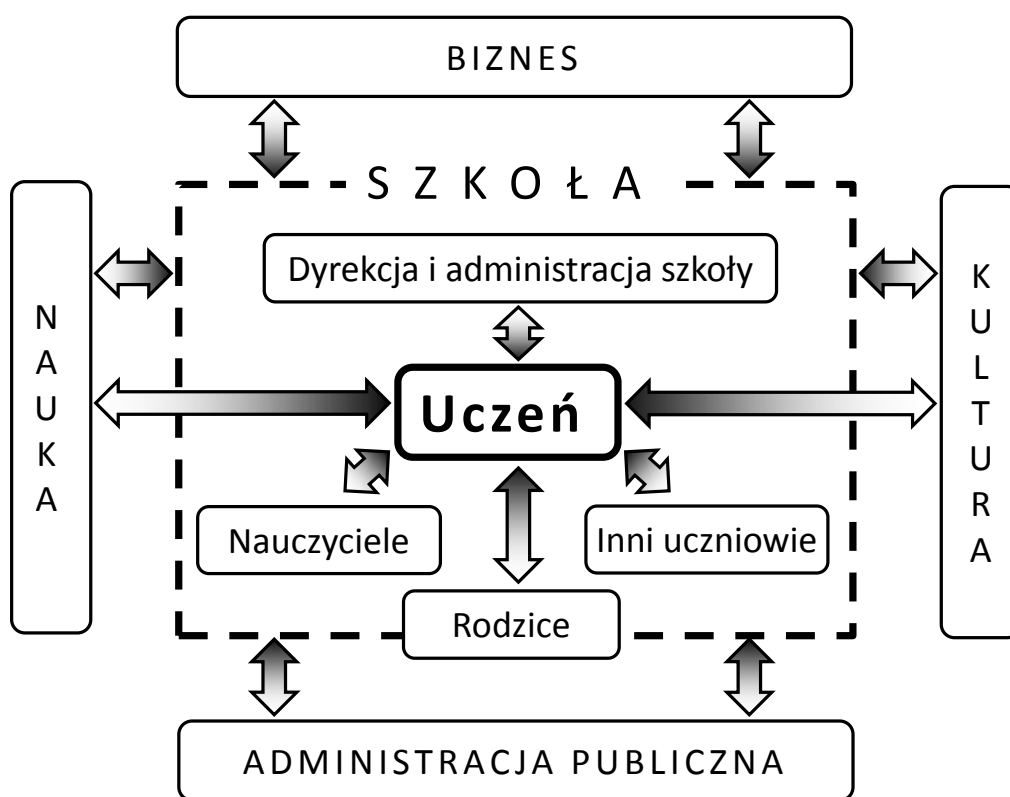 BIZNES
SZKOŁA
Dyrekcja i administracja szkoły
NAUKA
Uczeń
KULTURA
Nauczyciele
Inni uczniowie
Rodzice
ADMINISTRACJA PUBLICZNA